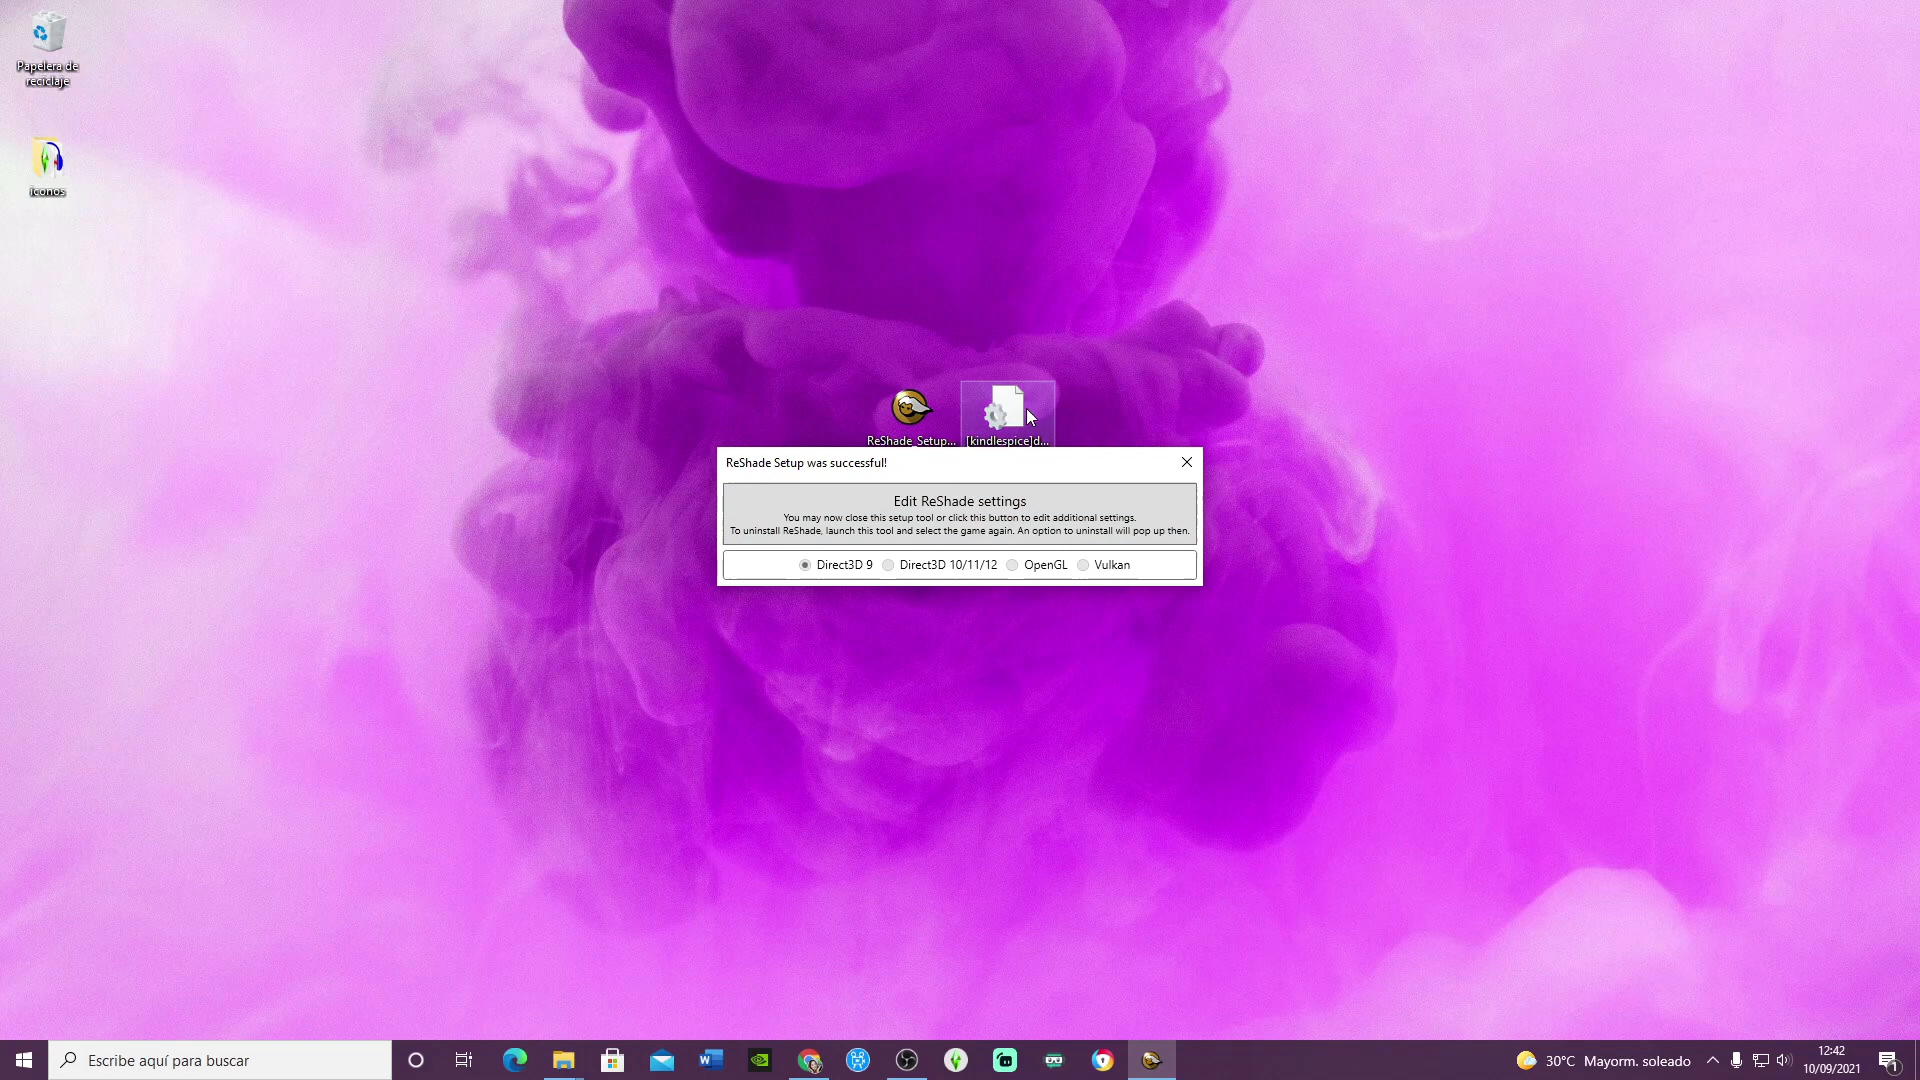 Papelera de
reciclaje
iconos
ReShade_Setup...
[kindlespice]d...
ReShade Setup was successful!
Edit ReShade settings
You may now close this setup tool or click this button to edit additional settings.
To uninstall ReShade, launch this tool and select the game again. An option to uninstall will pop up then.
Direct3D 9 Direct3D 10/11/12 OpenGL Vulkan
Escribe aquí para buscar
30°C Mayorm. soleado
12:42
10/09/2021
1